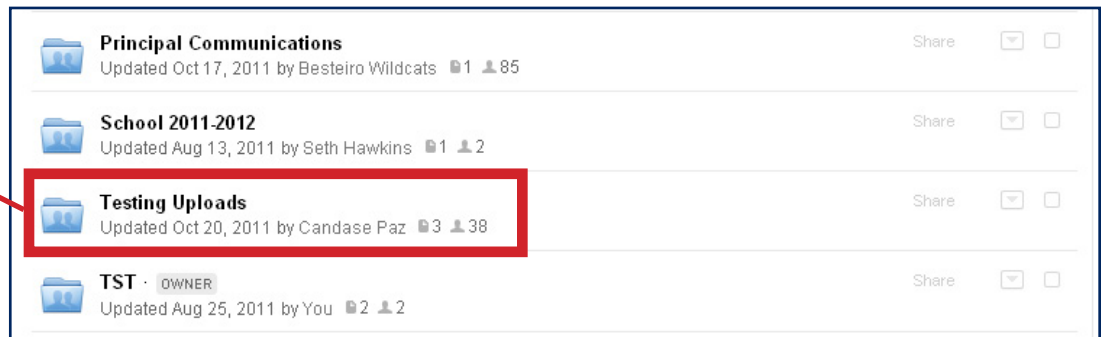 Principal Communications Share
Updated Oct 17, 2011 by Besteiro Wildcats 1 85
School 2011-2012 Share
Updated Aug 13, 2011 by Seth Hawkins 1 2
Testing Uploads Share
Updated Oct 20, 2011 by Candase Paz 3 38
TST · OWNER Share
Updated Aug 25, 2011 by You 2 2